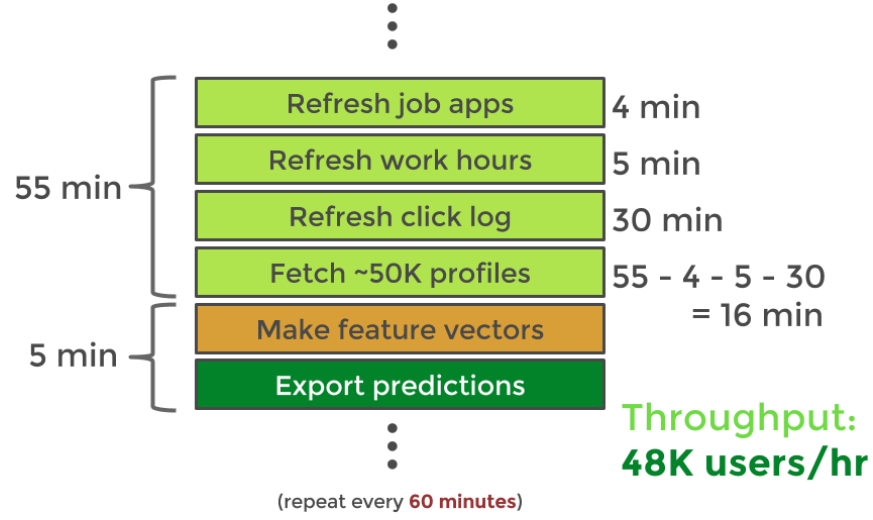 Refresh job apps 4 min
Refresh work hours 5 min
55 min
Refresh click log 30 min
Fetch ~50K profiles 55 - 4 - 5 - 30
= 16 min
Make feature vectors
5 min
Export predictions
Throughput:
48K users/hr
(repeat every 60 minutes)